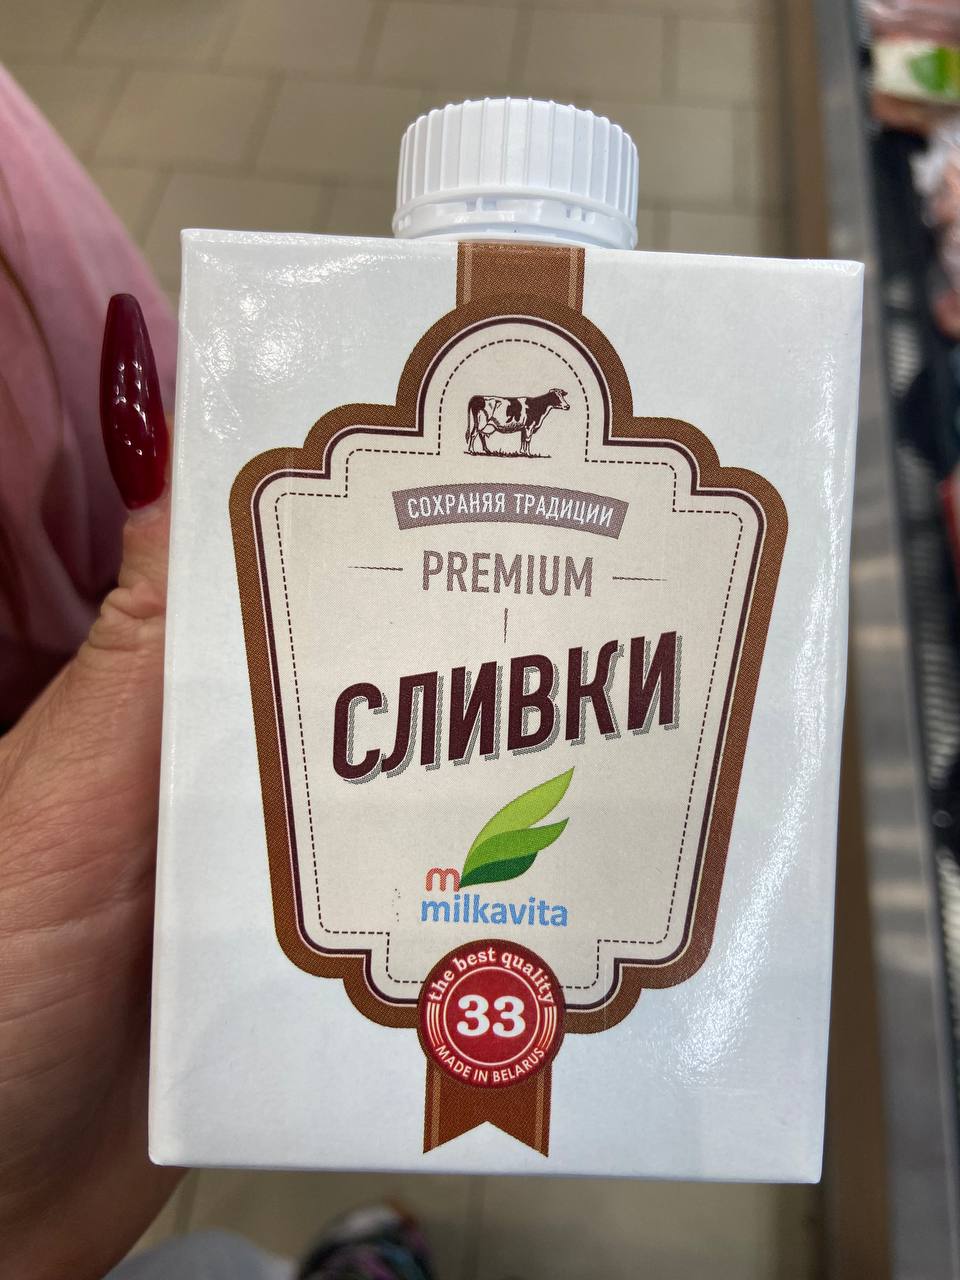 СОХРАНЯЯ ТРАДИЦИИ
PREMIUM
СЛИВКИ
m
milkavita
the best quality
33
MADE IN BELARUS